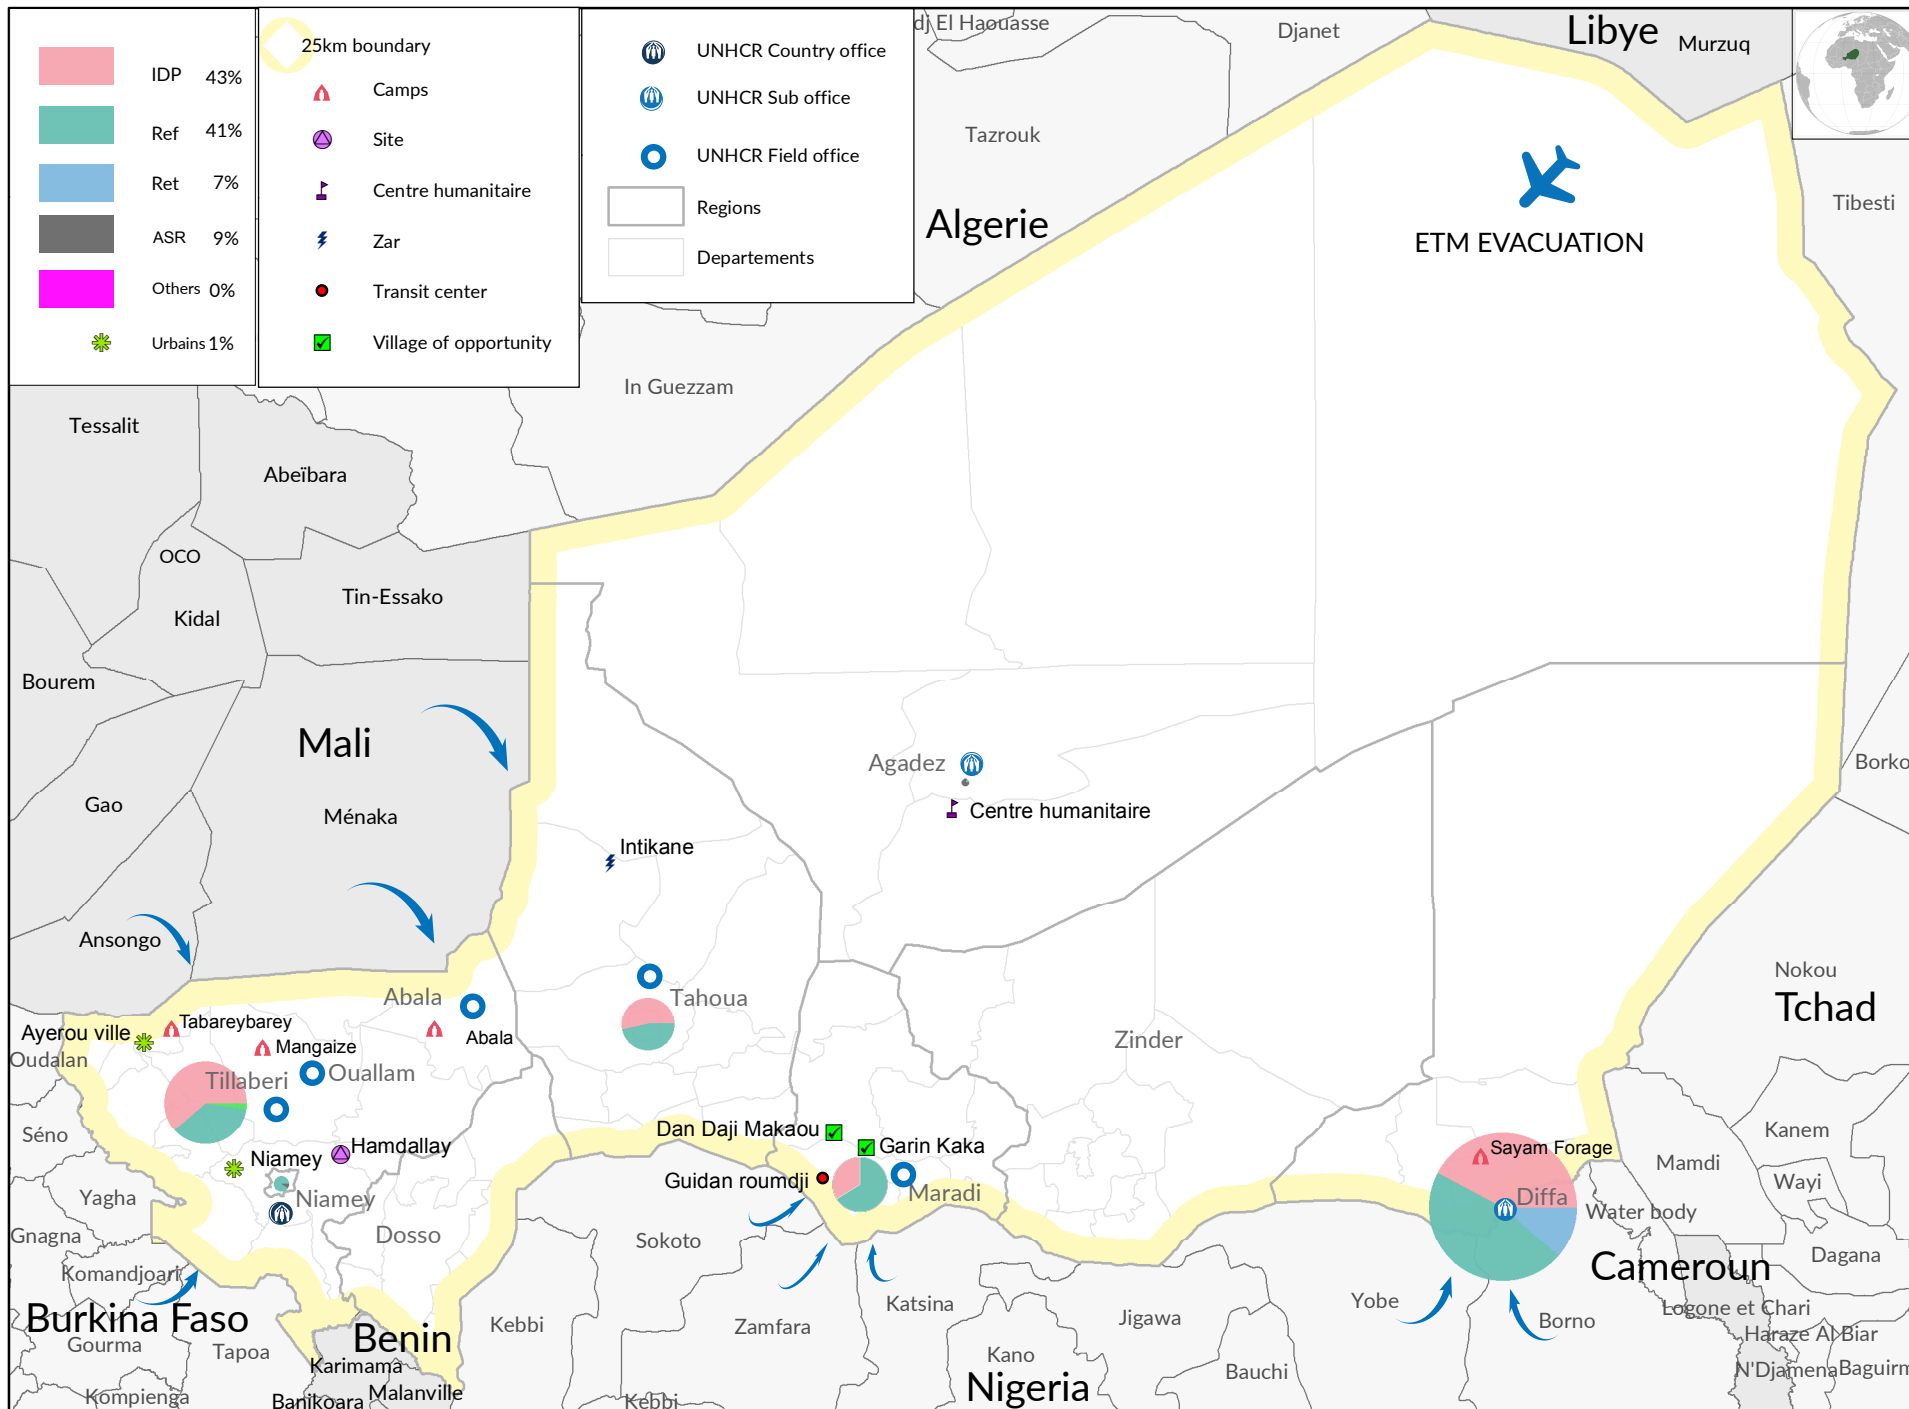 IDP 43%
Ref 41%
Ret 7%
ASR 9%
Others 0%
Urbains 1%
25km boundary
Camps
Site
Centre humanitaire
Zar
Transit center
Village of opportunity
UNHCR Country office
UNHCR Sub office
UNHCR Field office
Regions
Departements
dj El Haouasse
Djanet
Libye
Murzuq
Tazrouk
Tibesti
Algerie
ETM EVACUATION
In Guezzam
Tessalit
Abeïbara
OCO
Tin-Essako
Kidal
Bourem
Mali
Agadez
Borko
Gao
Ménaka
Centre humanitaire
Intikane
Ansongo
Nokou
Tchad
Abala
Tahoua
Tabareybarey
Ayerou ville
Abala
Mangaize
Zinder
Oudalan
Tillaberi
Ouallam
Séno
Dan Daji Makaou
Kanem
Hamdallay
Garin Kaka
Sayam Forage
Niamey
Mamdi
Guidan roumdji
Wayi
Yagha
Niamey
Maradi
Diffa
Water body
Gnagna
Dosso
Sokoto
Dagana
Komandjoari
Cameroun
Burkina Faso
Katsina
Yobe
Logone et Chari
Benin
Kebbi
Zamfara
Jigawa
Borno
Haraze Al Biar
Gourma
Tapoa
Karimama
Kano
Bauchi
N'Djamena
Baguirm
Nigeria
Kompienga
Malanville
Banikoara
Kebbi